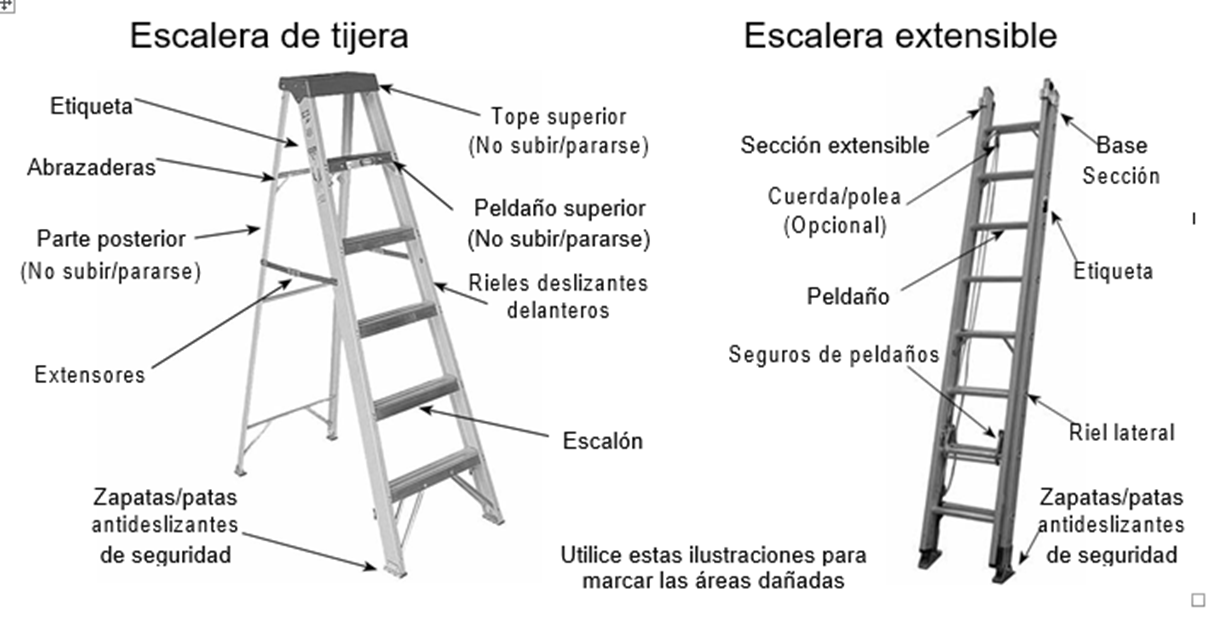 Escalera de tijera
Etiqueta
Abrazaderas
Parte posterior
(No subir/pararse)
Extensores
Zapatas/patas
antideslizantes
de seguridad
Tope superior
(No subir/pararse)
Peldaño superior
(No subir/pararse)
Rieles deslizantes
delanteros
Escalón
Utilice estas ilustraciones para
marcar las áreas dañadas
Escalera extensible
Sección extensible
Cuerda/polea
(Opcional)
Peldaño
Seguros de peldaños
Base
Sección
Etiqueta
Riel lateral
Zapatas/patas
antideslizantes
de seguridad